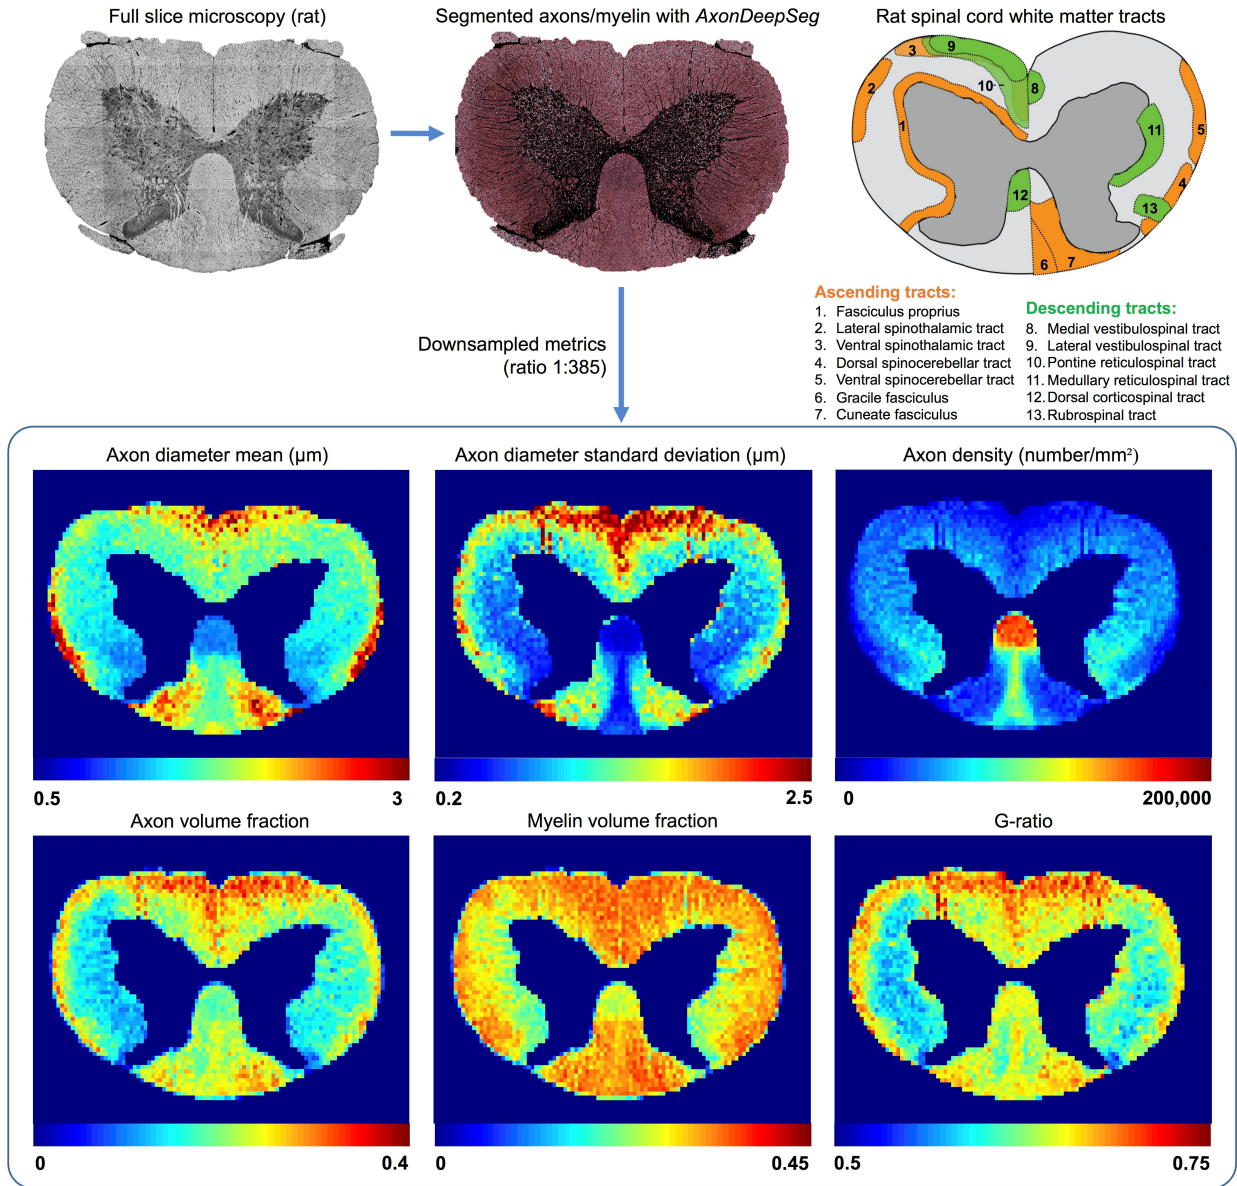 Full slice microscopy (rat)
Segmented axons/myelin with AxonDeepSeg
Rat spinal cord white matter tracts
3
9
2
10
8
1
11
5
4
12
13
6
7
Ascending tracts:
1. Fasciculus proprius
2. Lateral spinothalamic tract
3. Ventral spinothalamic tract
4. Dorsal spinocerebellar tract
5. Ventral spinocerebellar tract
6. Gracile fasciculus
7. Cuneate fasciculus
Descending tracts:
8. Medial vestibulospinal tract
9. Lateral vestibulospinal tract
10. Pontine reticulospinal tract
11. Medullary reticulospinal tract
12. Dorsal corticospinal tract
13. Rubrospinal tract
Downsampled metrics
(ratio 1:385)
Axon diameter mean (µm)
Axon diameter standard deviation (µm)
Axon density (number/mm²)
0.5 3
0.2 2.5
0 200,000
Axon volume fraction
Myelin volume fraction
G-ratio
0 0.4
0 0.45
0.5 0.75